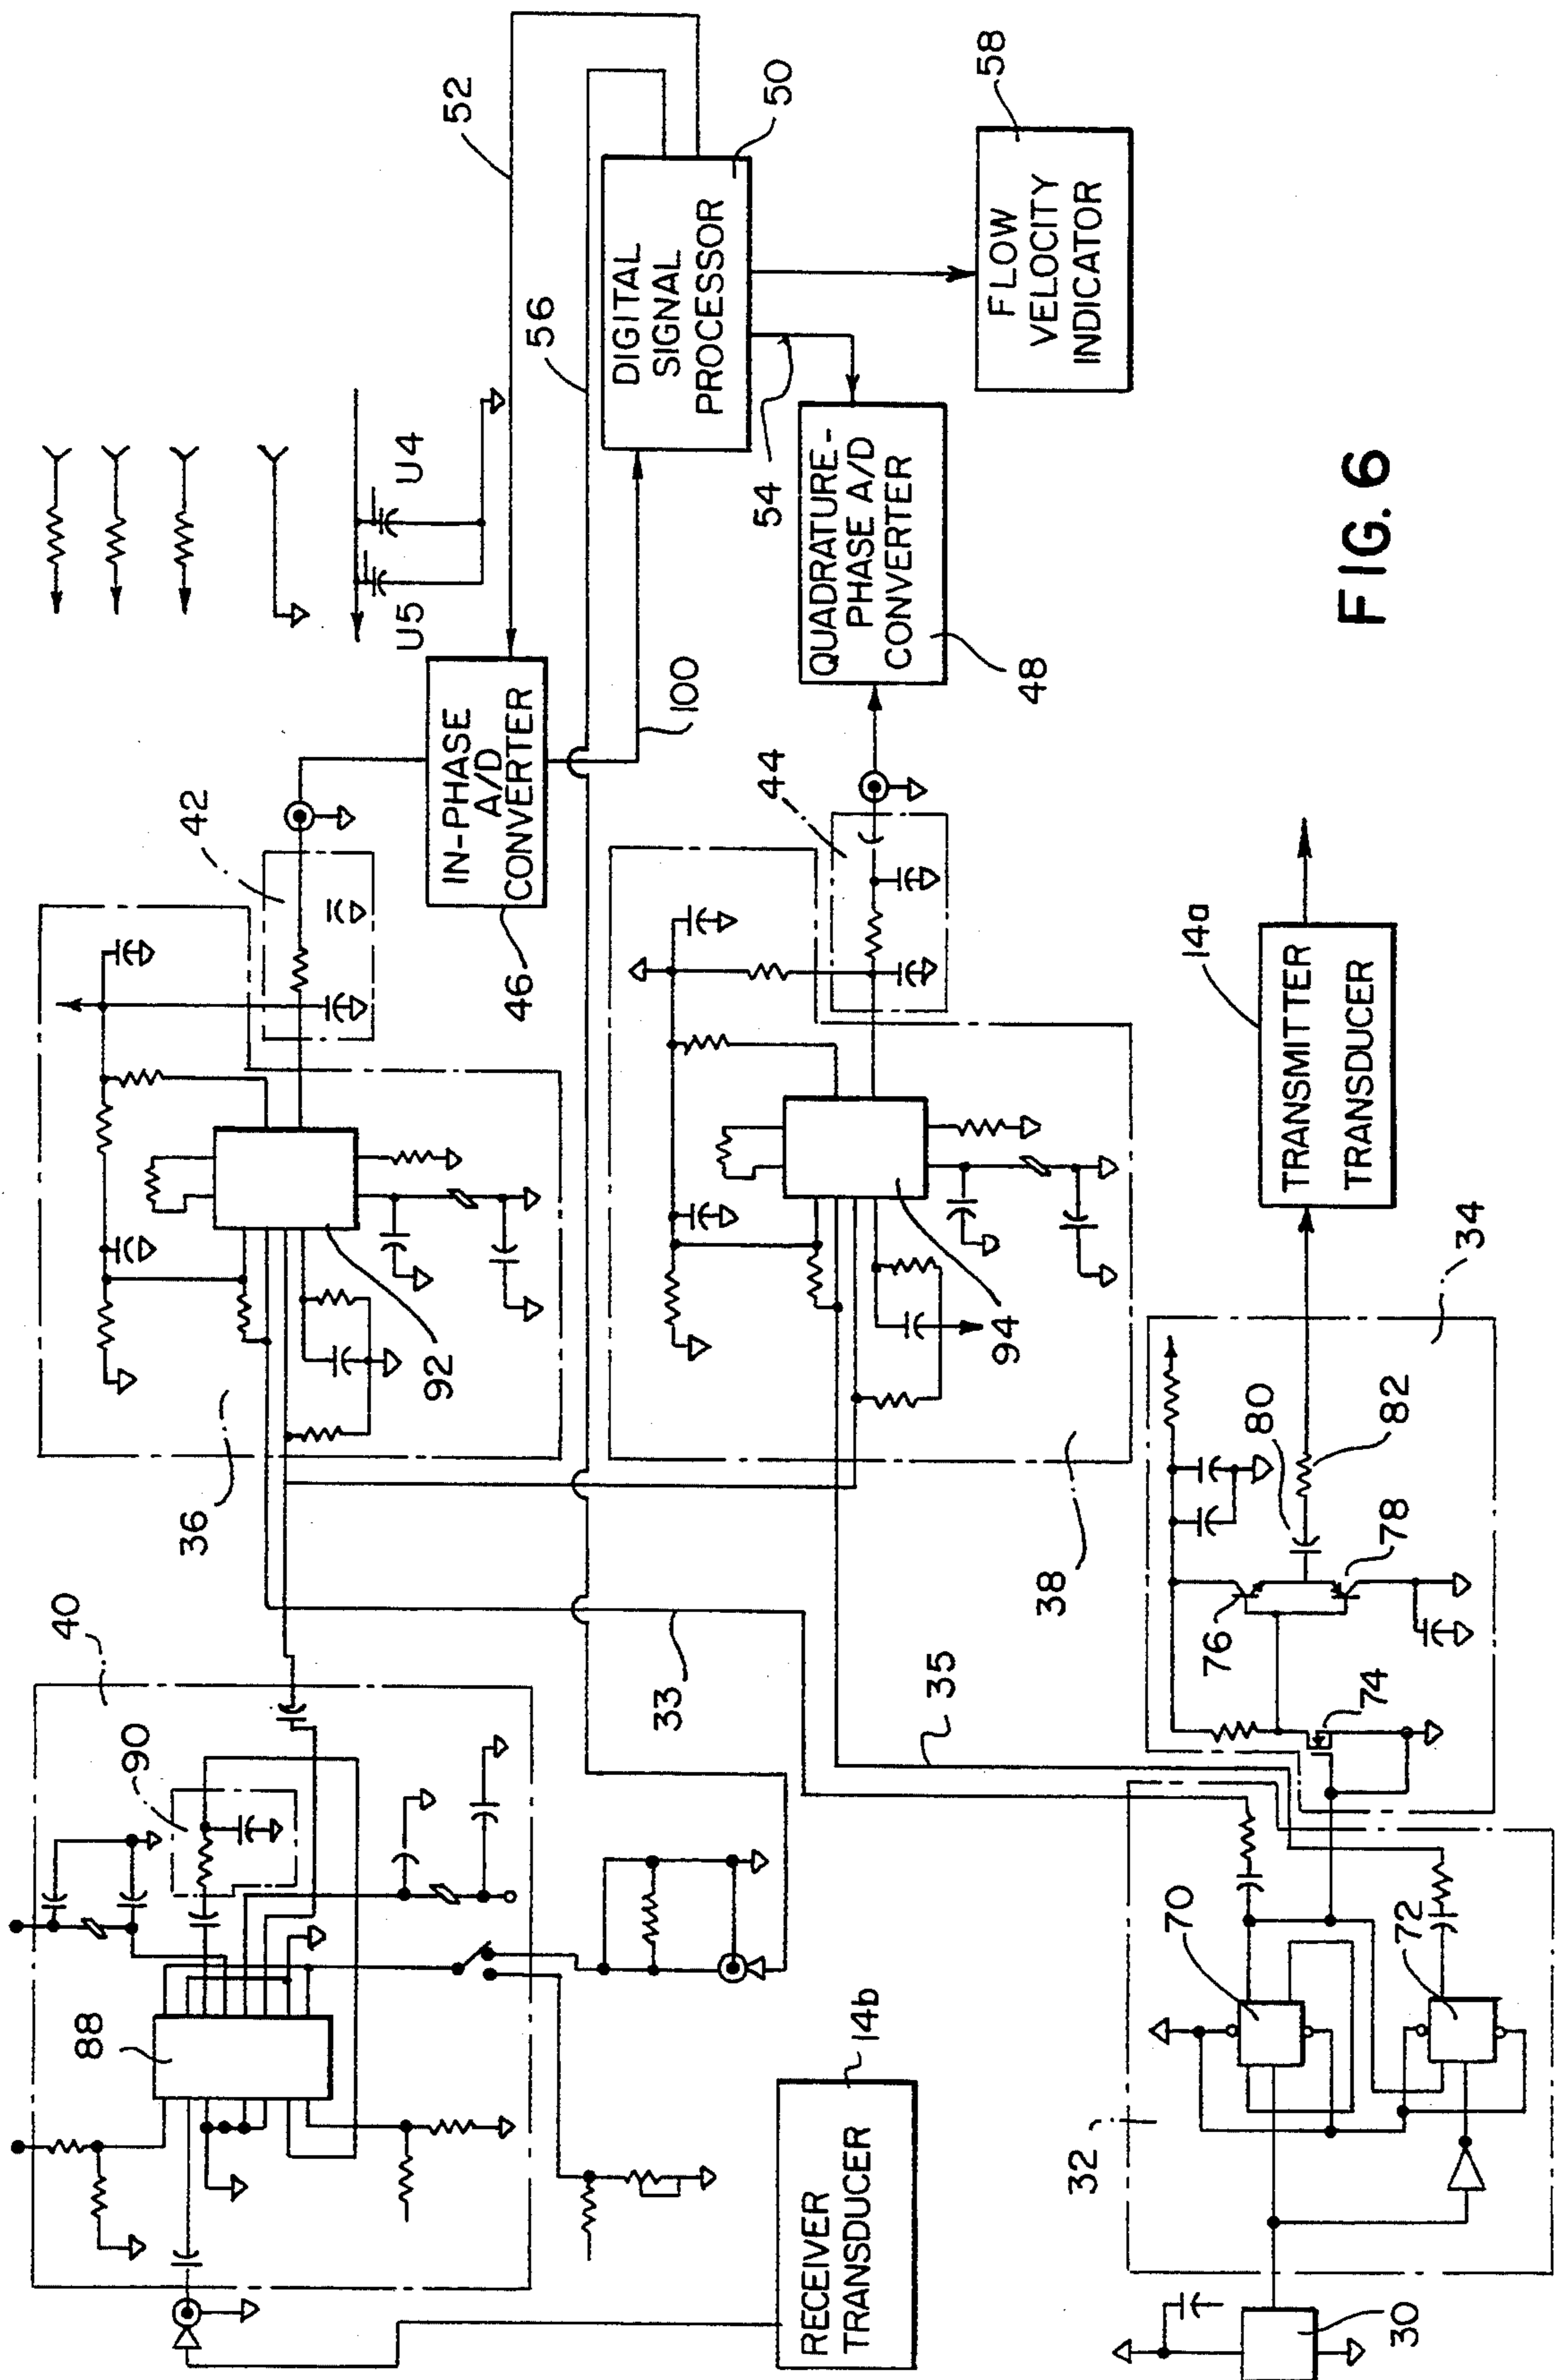 52
56
U4
U5
DIGITAL
SIGNAL
PROCESSOR
50
58
FLOW
VELOCITY
INDICATOR
54
QUADRATURE-
PHASE A/D
CONVERTER
48
42
IN-PHASE
A/D
CONVERTER
46
100
44
36
92
38
94
40
90
88
33
35
14a
TRANSMITTER
TRANSDUCER
34
76
78
80
82
74
70
72
32
30
14b
RECEIVER
TRANSDUCER
FIG. 6